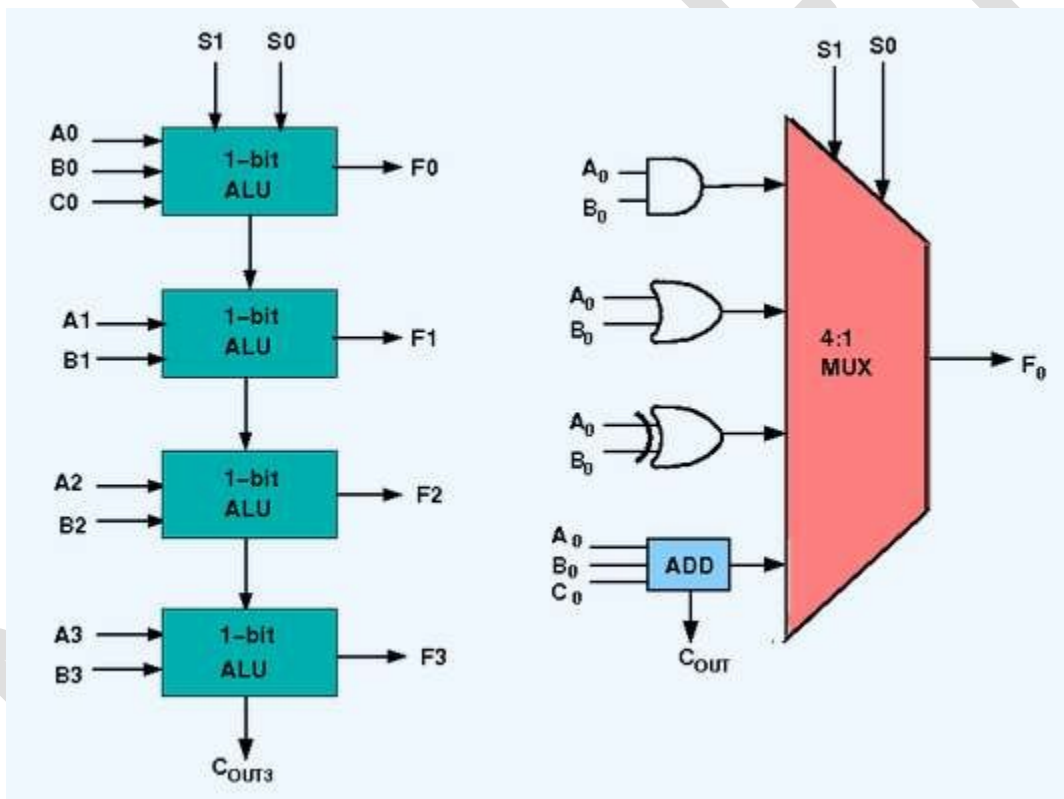 S1 S0
A0
B0
C0
1-bit
ALU
F0
A1
B1
1-bit
ALU
F1
A2
B2
1-bit
ALU
F2
A3
B3
1-bit
ALU
F3
COUT3
S1 S0
A0
B0
A0
B0
A0
B0
A0
B0
C0
ADD
COUT
4:1
MUX
F0